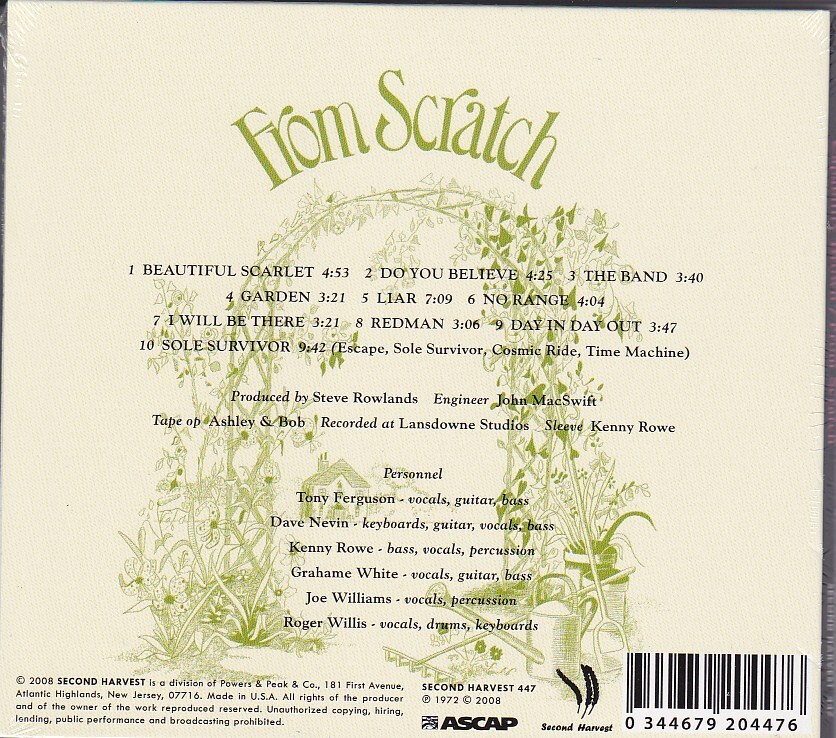 From Scratch
1 BEAUTIFUL SCARLET 4:53 2 DO YOU BELIEVE 4:25 3 THE BAND 3:40
4 GARDEN 3:21 5 LIAR 7:09 6 NO RANGE 4:04
7 I WILL BE THERE 3:21 8 REDMAN 3:06 9 DAY IN DAY OUT 3:47
10 SOLE SURVIVOR 9:42 (Escape, Sole Survivor, Cosmic Ride, Time Machine)
Produced by Steve Rowlands Engineer John MacSwift
Tape op Ashley & Bob Recorded at Lansdowne Studios Sleeve Kenny Rowe
Personnel
Tony Ferguson - vocals, guitar, bass
Dave Nevin - keyboards, guitar, vocals, bass
Kenny Rowe - bass, vocals, percussion
Grahame White - vocals, guitar, bass
Joe Williams - vocals, percussion
Roger Willis - vocals, drums, keyboards
© 2008 SECOND HARVEST is a division of Powers & Peak & Co., 181 First Avenue,
Atlantic Highlands, New Jersey, 07716. Made in U.S.A. All rights of the producer
and of the owner of the work reproduced reserved. Unauthorized copying, hiring,
lending, public performance and broadcasting prohibited.
SECOND HARVEST 447
℗ 1972 © 2008
ASCAP
Second Harvest
0 344679 204476